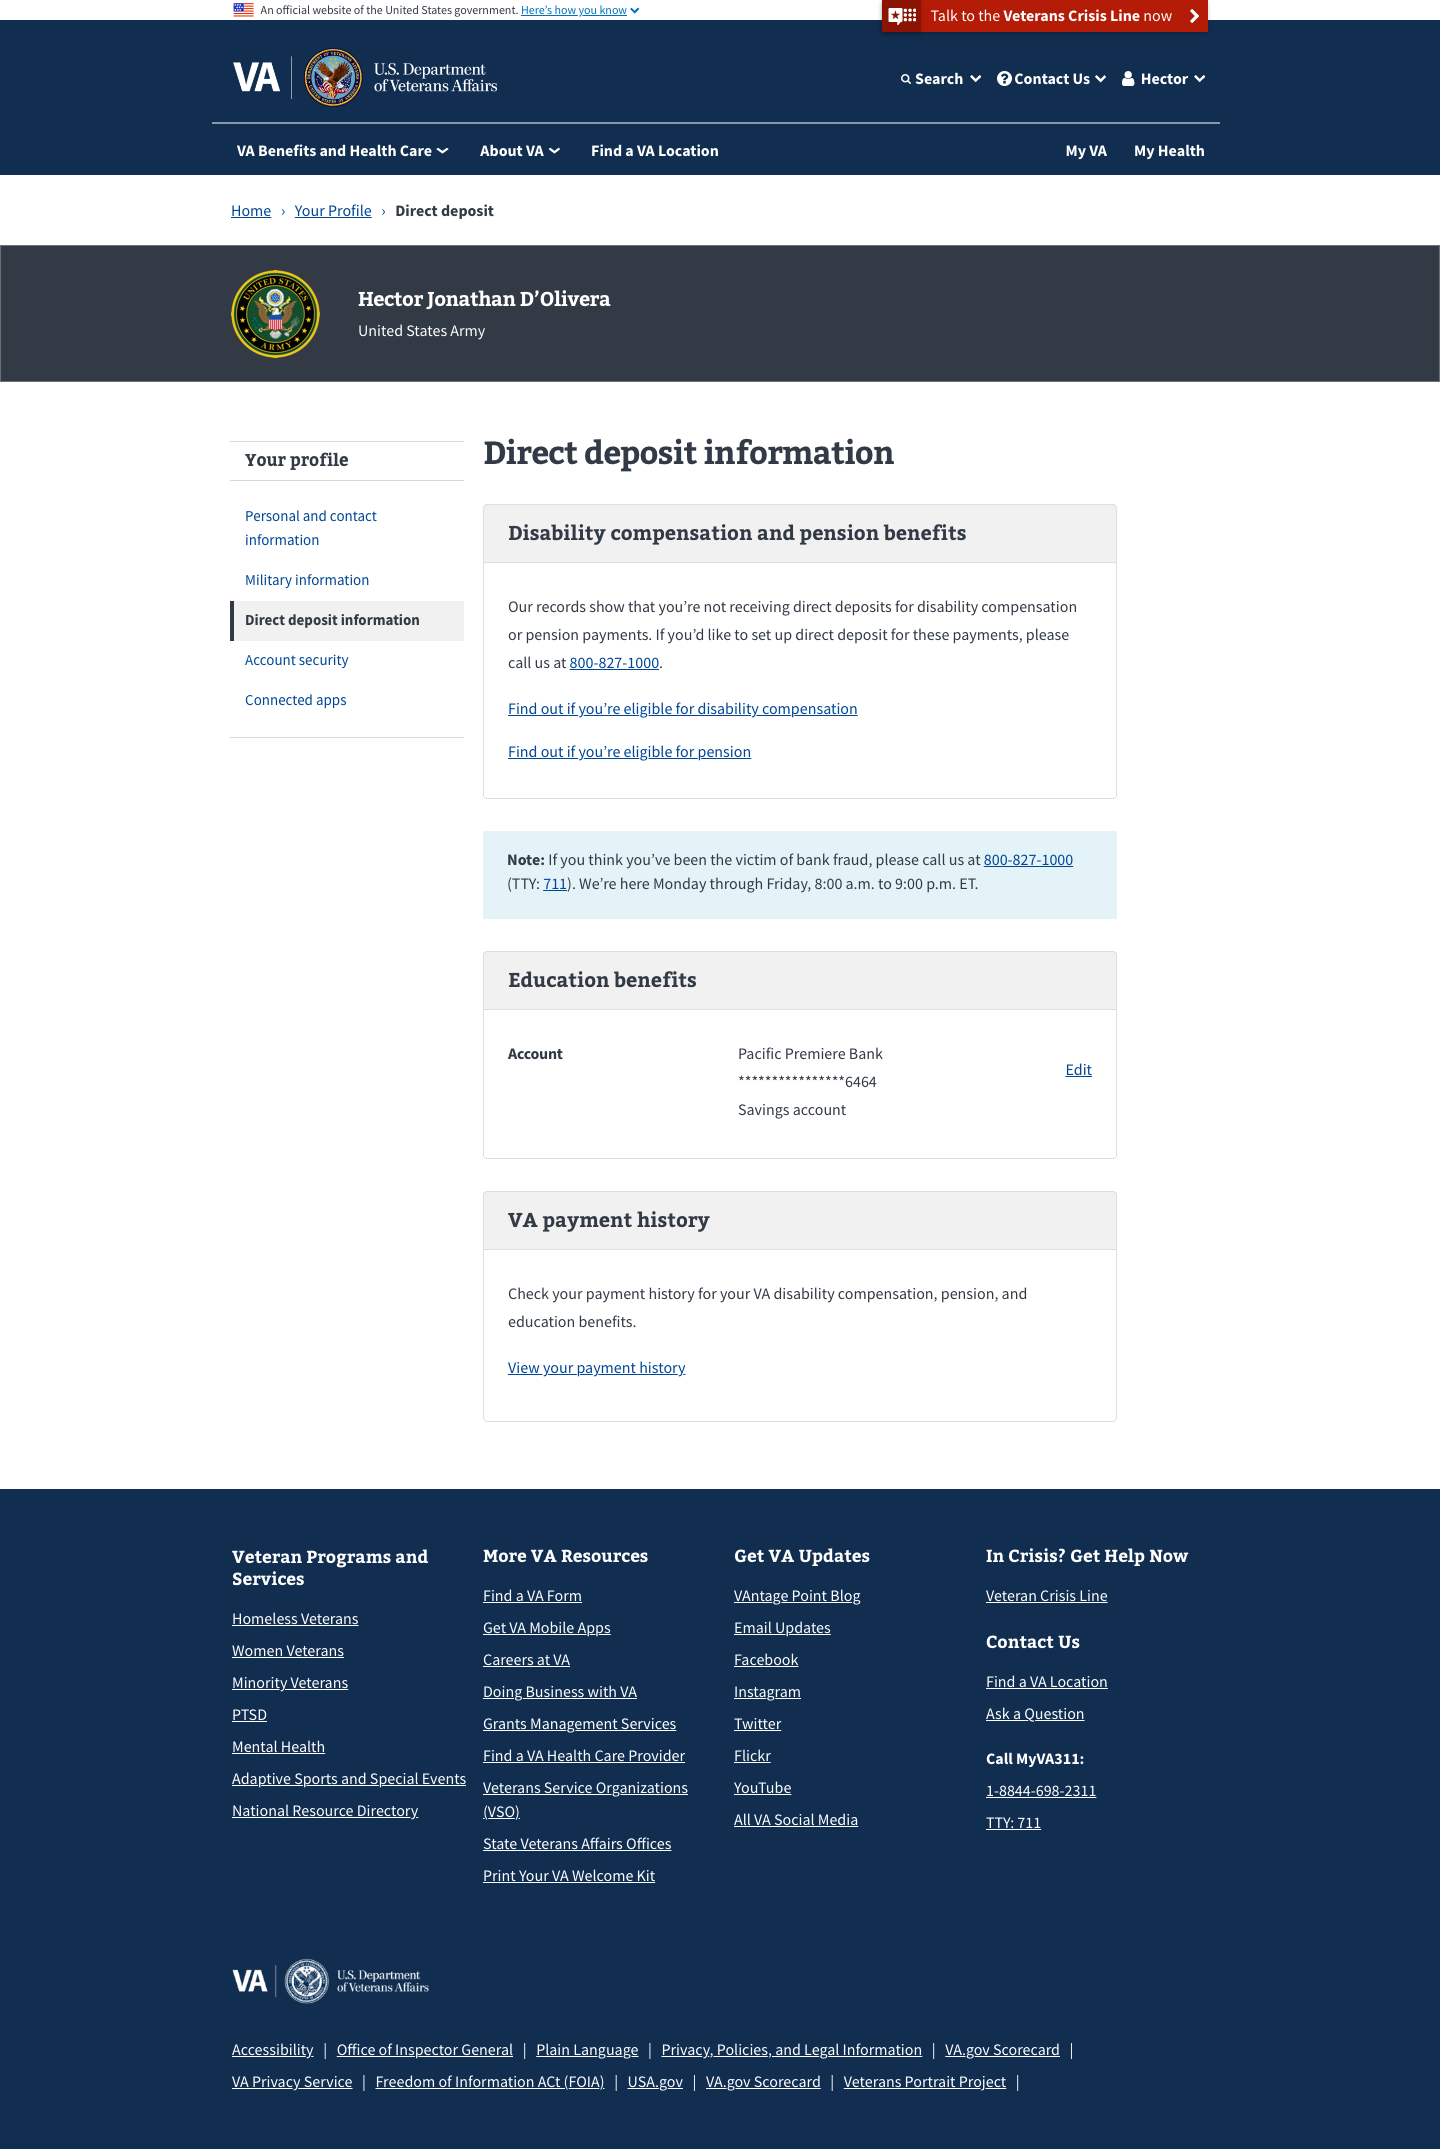 An official website of the United States government. Here's how you know
Talk to the Veterans Crisis Line now
VA
U.S. Department
of Veterans Affairs
Search
Contact Us
Hector
VA Benefits and Health Care
About VA
Find a VA Location
My VA
My Health
Home › Your Profile › Direct deposit
UNITED STATES
ARMY
Hector Jonathan D’Olivera
United States Army
Your profile
Personal and contact
information
Military information
Direct deposit information
Account security
Connected apps
Direct deposit information
Disability compensation and pension benefits
Our records show that you’re not receiving direct deposits for disability compensation
or pension payments. If you’d like to set up direct deposit for these payments, please
call us at 800-827-1000.
Find out if you’re eligible for disability compensation
Find out if you’re eligible for pension
Note: If you think you’ve been the victim of bank fraud, please call us at 800-827-1000
(TTY: 711). We’re here Monday through Friday, 8:00 a.m. to 9:00 p.m. ET.
Education benefits
Account
Pacific Premiere Bank
****************6464
Savings account
Edit
VA payment history
Check your payment history for your VA disability compensation, pension, and
education benefits.
View your payment history
Veteran Programs and
Services
Homeless Veterans
Women Veterans
Minority Veterans
PTSD
Mental Health
Adaptive Sports and Special Events
National Resource Directory
More VA Resources
Find a VA Form
Get VA Mobile Apps
Careers at VA
Doing Business with VA
Grants Management Services
Find a VA Health Care Provider
Veterans Service Organizations
(VSO)
State Veterans Affairs Offices
Print Your VA Welcome Kit
Get VA Updates
VAntage Point Blog
Email Updates
Facebook
Instagram
Twitter
Flickr
YouTube
All VA Social Media
In Crisis? Get Help Now
Veteran Crisis Line
Contact Us
Find a VA Location
Ask a Question
Call MyVA311:
1-8844-698-2311
TTY: 711
VA
U.S. Department
of Veterans Affairs
Accessibility | Office of Inspector General | Plain Language | Privacy, Policies, and Legal Information | VA.gov Scorecard |
VA Privacy Service | Freedom of Information ACt (FOIA) | USA.gov | VA.gov Scorecard | Veterans Portrait Project |